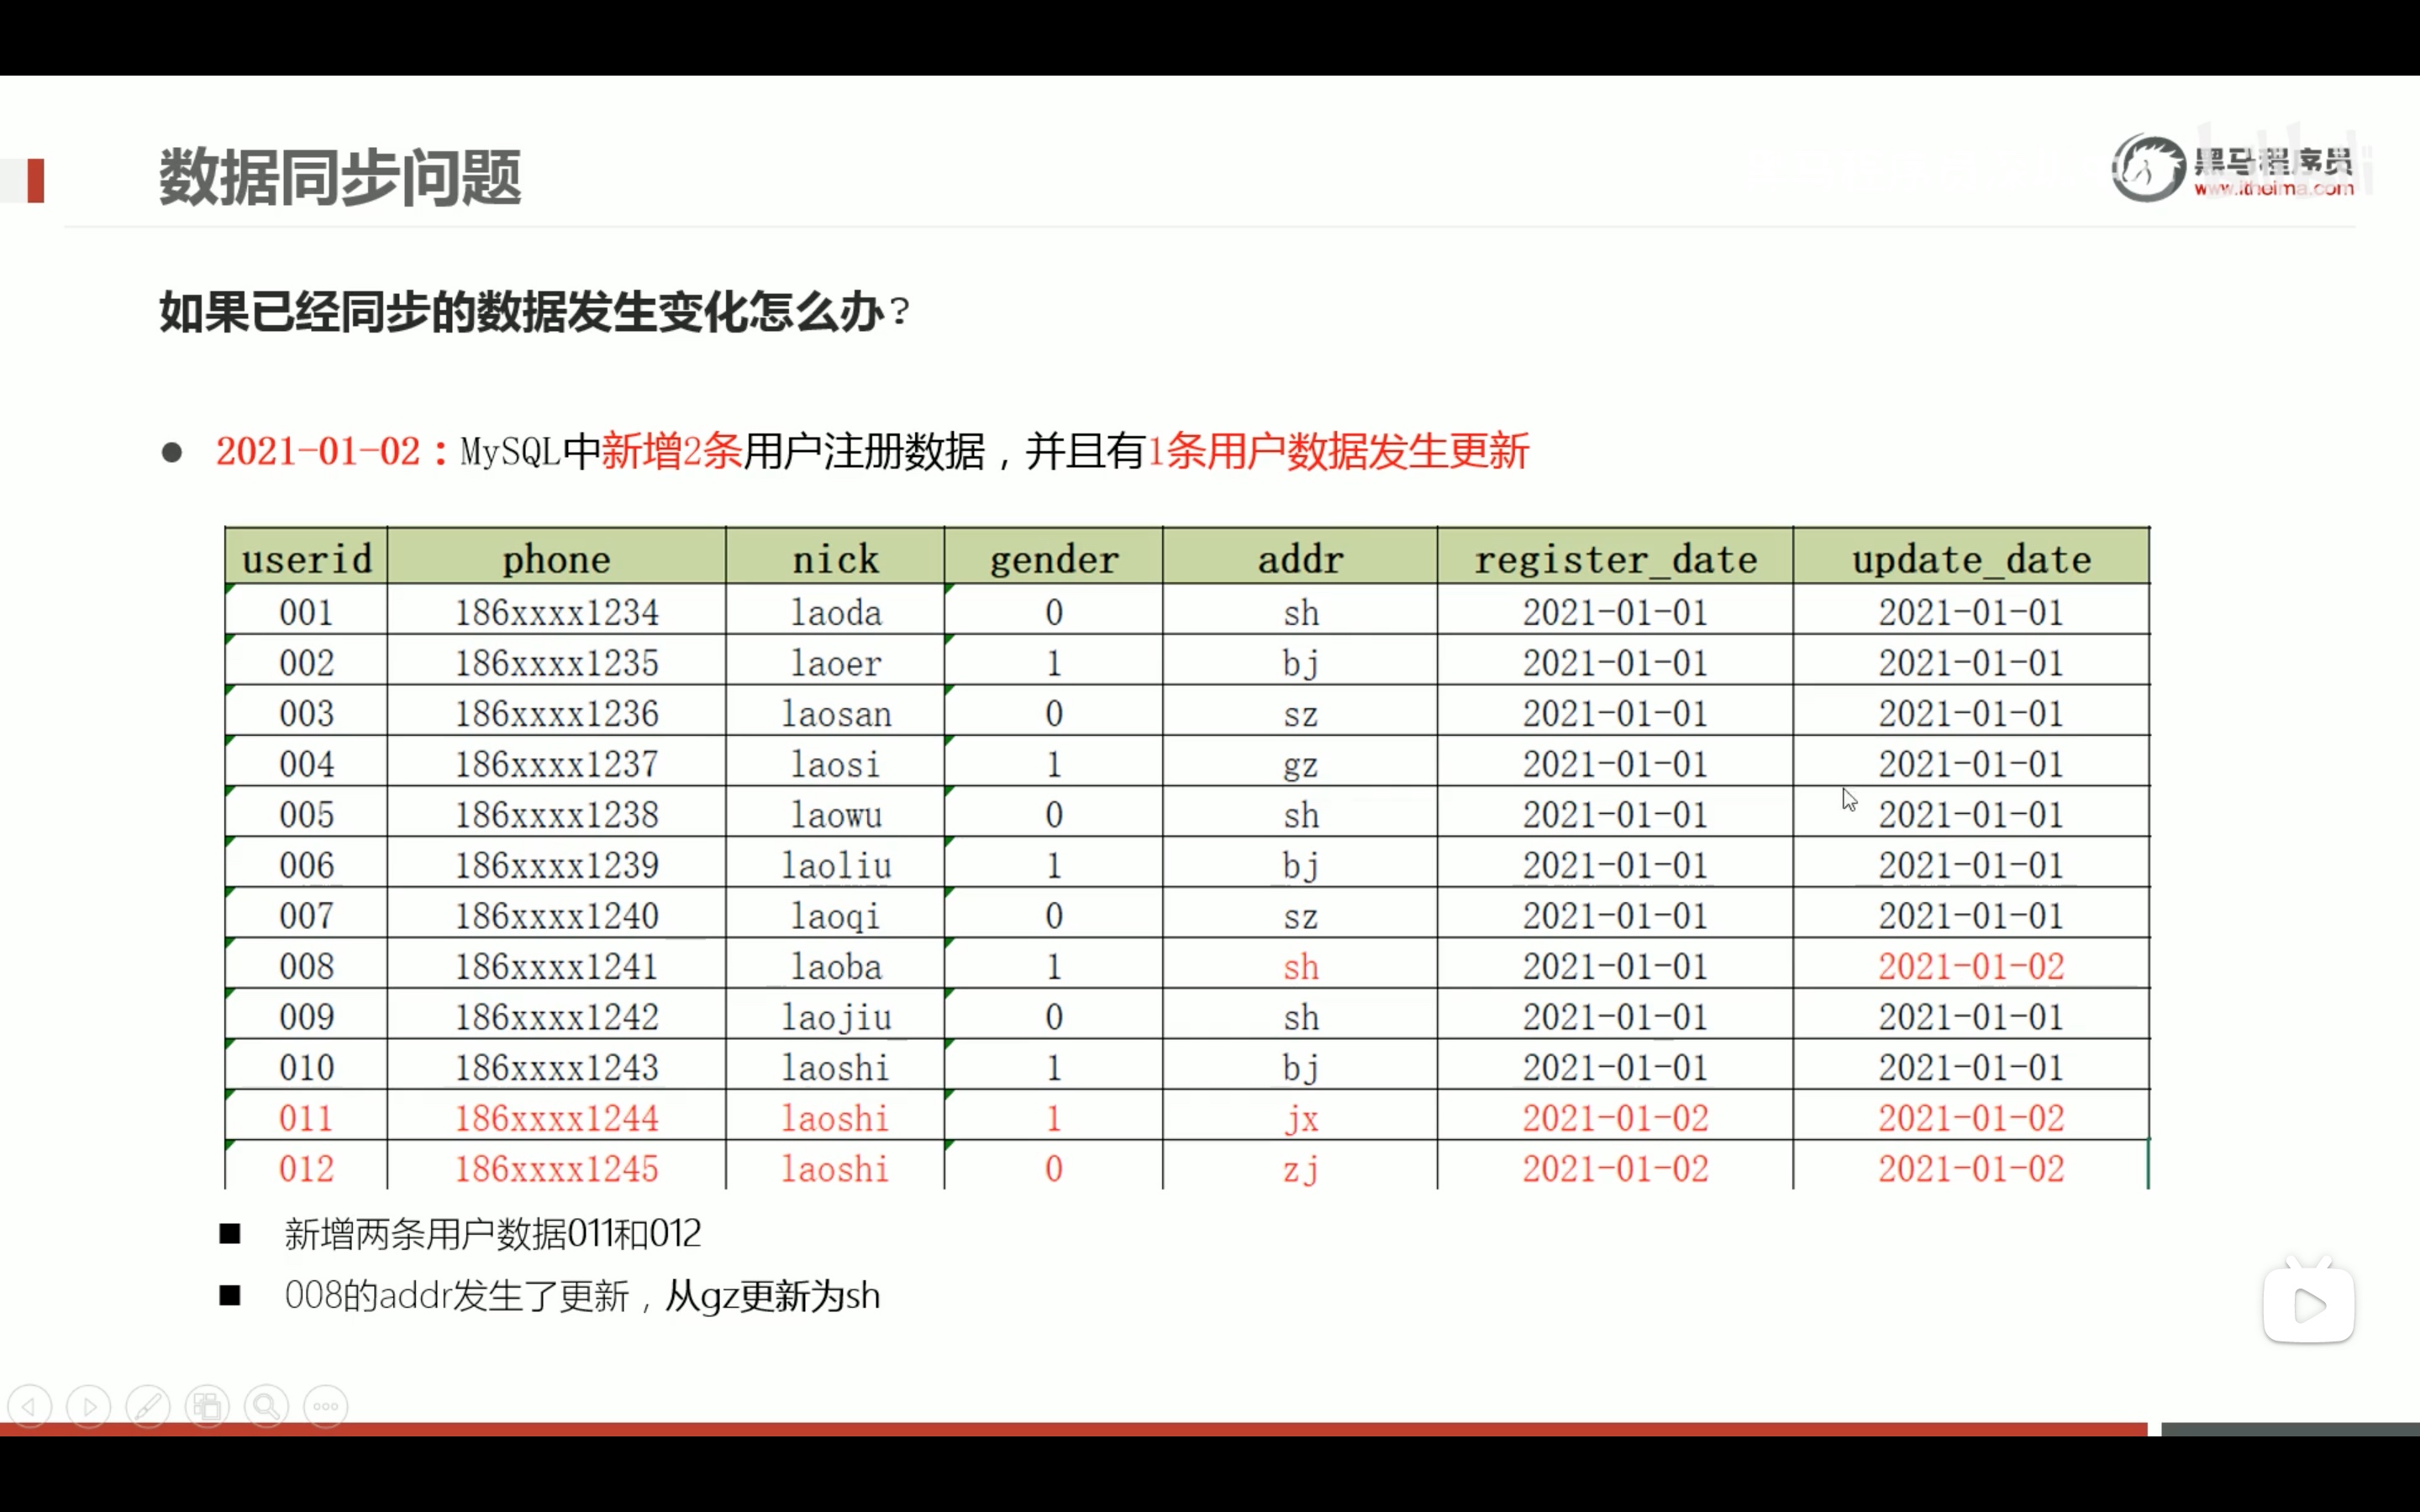 数据同步问题
黑马程序员
www.itheima.com
如果已经同步的数据发生变化怎么办?
● 2021-01-02：MySQL中新增2条用户注册数据，并且有1条用户数据发生更新
userid phone nick gender addr register_date update_date
001 186xxxx1234 laoda 0 sh 2021-01-01 2021-01-01
002 186xxxx1235 laoer 1 bj 2021-01-01 2021-01-01
003 186xxxx1236 laosan 0 sz 2021-01-01 2021-01-01
004 186xxxx1237 laosi 1 gz 2021-01-01 2021-01-01
005 186xxxx1238 laowu 0 sh 2021-01-01 2021-01-01
006 186xxxx1239 laoliu 1 bj 2021-01-01 2021-01-01
007 186xxxx1240 laoqi 0 sz 2021-01-01 2021-01-01
008 186xxxx1241 laoba 1 sh 2021-01-01 2021-01-02
009 186xxxx1242 laojiu 0 sh 2021-01-01 2021-01-01
010 186xxxx1243 laoshi 1 bj 2021-01-01 2021-01-01
011 186xxxx1244 laoshi 1 jx 2021-01-02 2021-01-02
012 186xxxx1245 laoshi 0 zj 2021-01-02 2021-01-02
■ 新增两条用户数据011和012
■ 008的addr发生了更新，从gz更新为sh